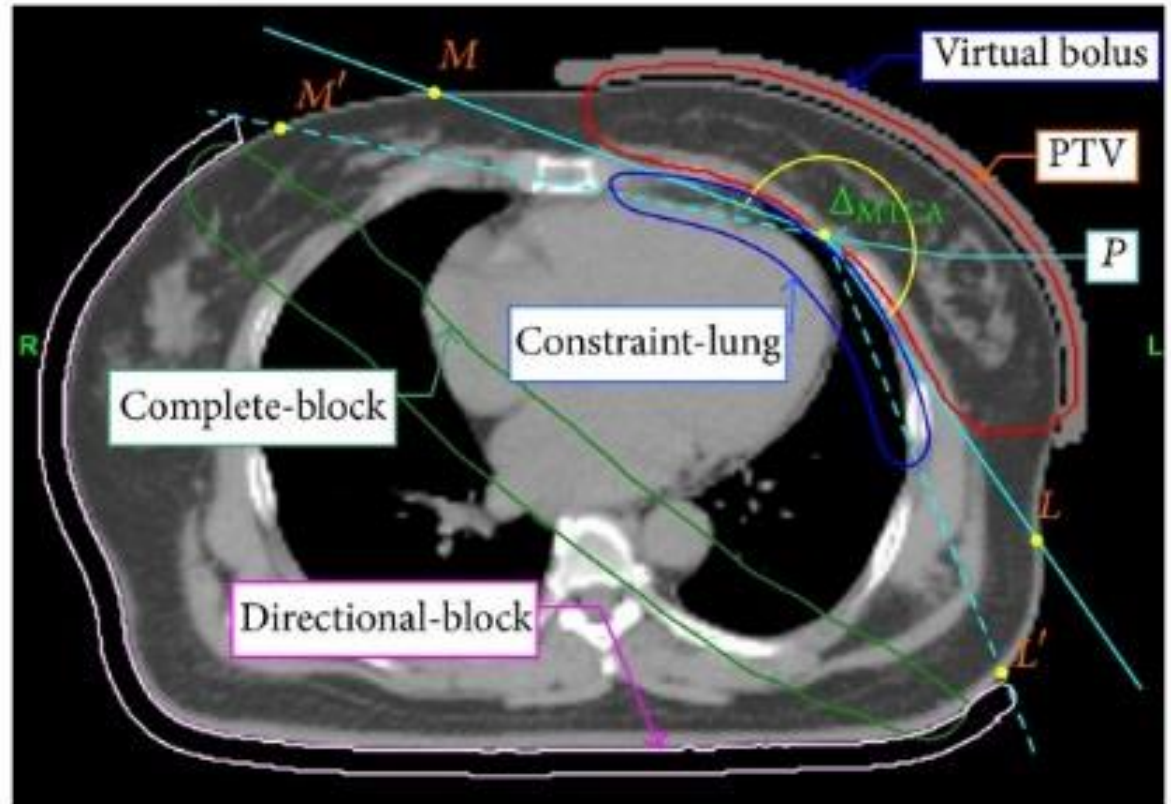 M
Virtual bolus
M′
PTV
Δ
P
R
Constraint-lung
L
Complete-block
L
Directional-block
L′